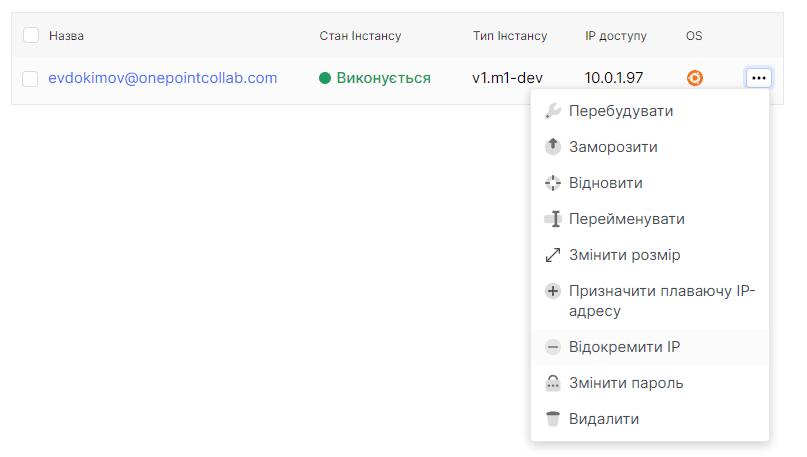 Назва Стан Інстансу Тип Інстансу IP доступу OS
evdokimov@onepointcollab.com Виконується v1.m1-dev 10.0.1.97
Перебудувати
Заморозити
Відновити
Перейменувати
Змінити розмір
Призначити плаваючу IP-
адресу
Відокремити IP
Змінити пароль
Видалити